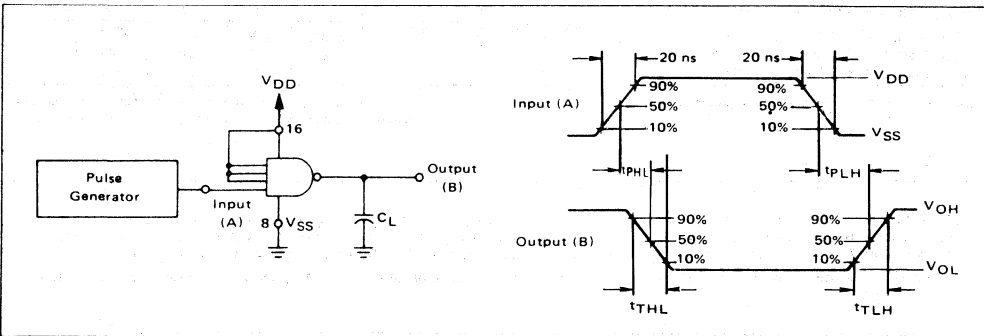 VDD
16
Pulse
Generator
Input
(A)
8
VSS
CL
Output
(B)
20 ns
20 ns
VDD
90%
90%
Input (A)
50%
50%
10%
10%
VSS
tPHL
tPLH
VOH
90%
90%
Output (B)
50%
50%
10%
10%
VOL
tTHL
tTLH